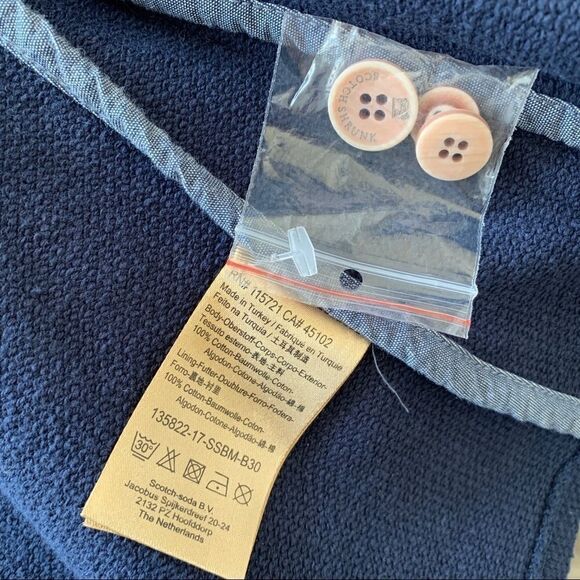 SCOTCH SHRUNK
RN# 115721 CA# 45102
Made in Turkey / Fabriqué en Turquie
Feito na Turquia / 土耳其制造
Body-Oberstoff-Corps-Corpo-Exterior-
Tessuto esterno-表地-主料
100% Cotton-Baumwolle-Coton-
Algodon-Cotone-Algodão-綿-棉
Lining-Futter-Doublure-Forro-Fodera-
Forro-裏地-衬里
100% Cotton-Baumwolle-Coton-
Algodon-Cotone-Algodão-綿-棉
135822-17-SSBM-B30
30°
Scotch-soda B.V.
Jacobus Spijkerdreef 20-24
2132 PZ Hoofddorp
The Netherlands